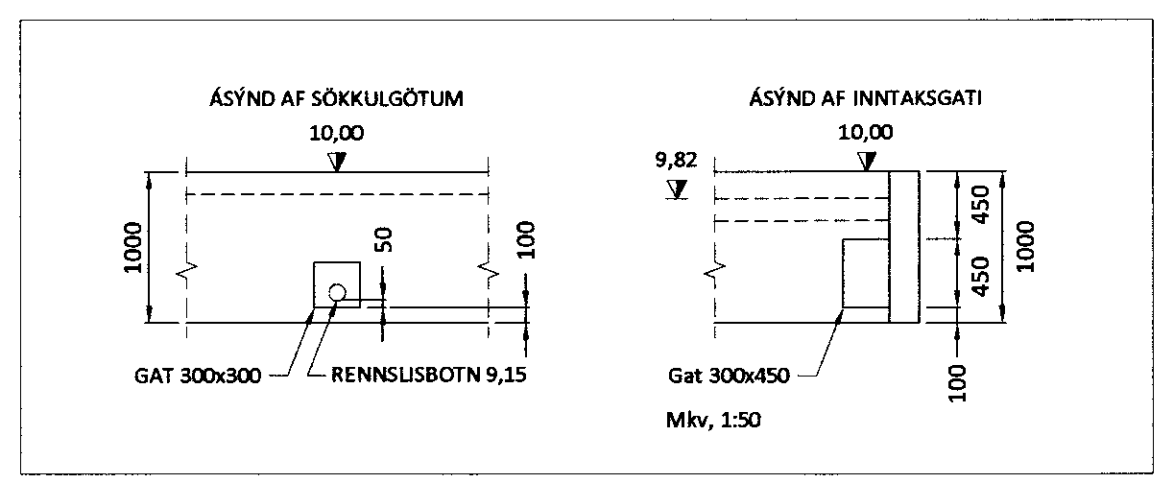 ÁSÝND AF SÖKKULGÖTUM
10,00
1000
50
100
GAT 300x300
RENNSLISBOTN 9,15
ÁSÝND AF INNTAKSGATI
10,00
9,82
450
450
1000
100
Gat 300x450
Mkv, 1:50